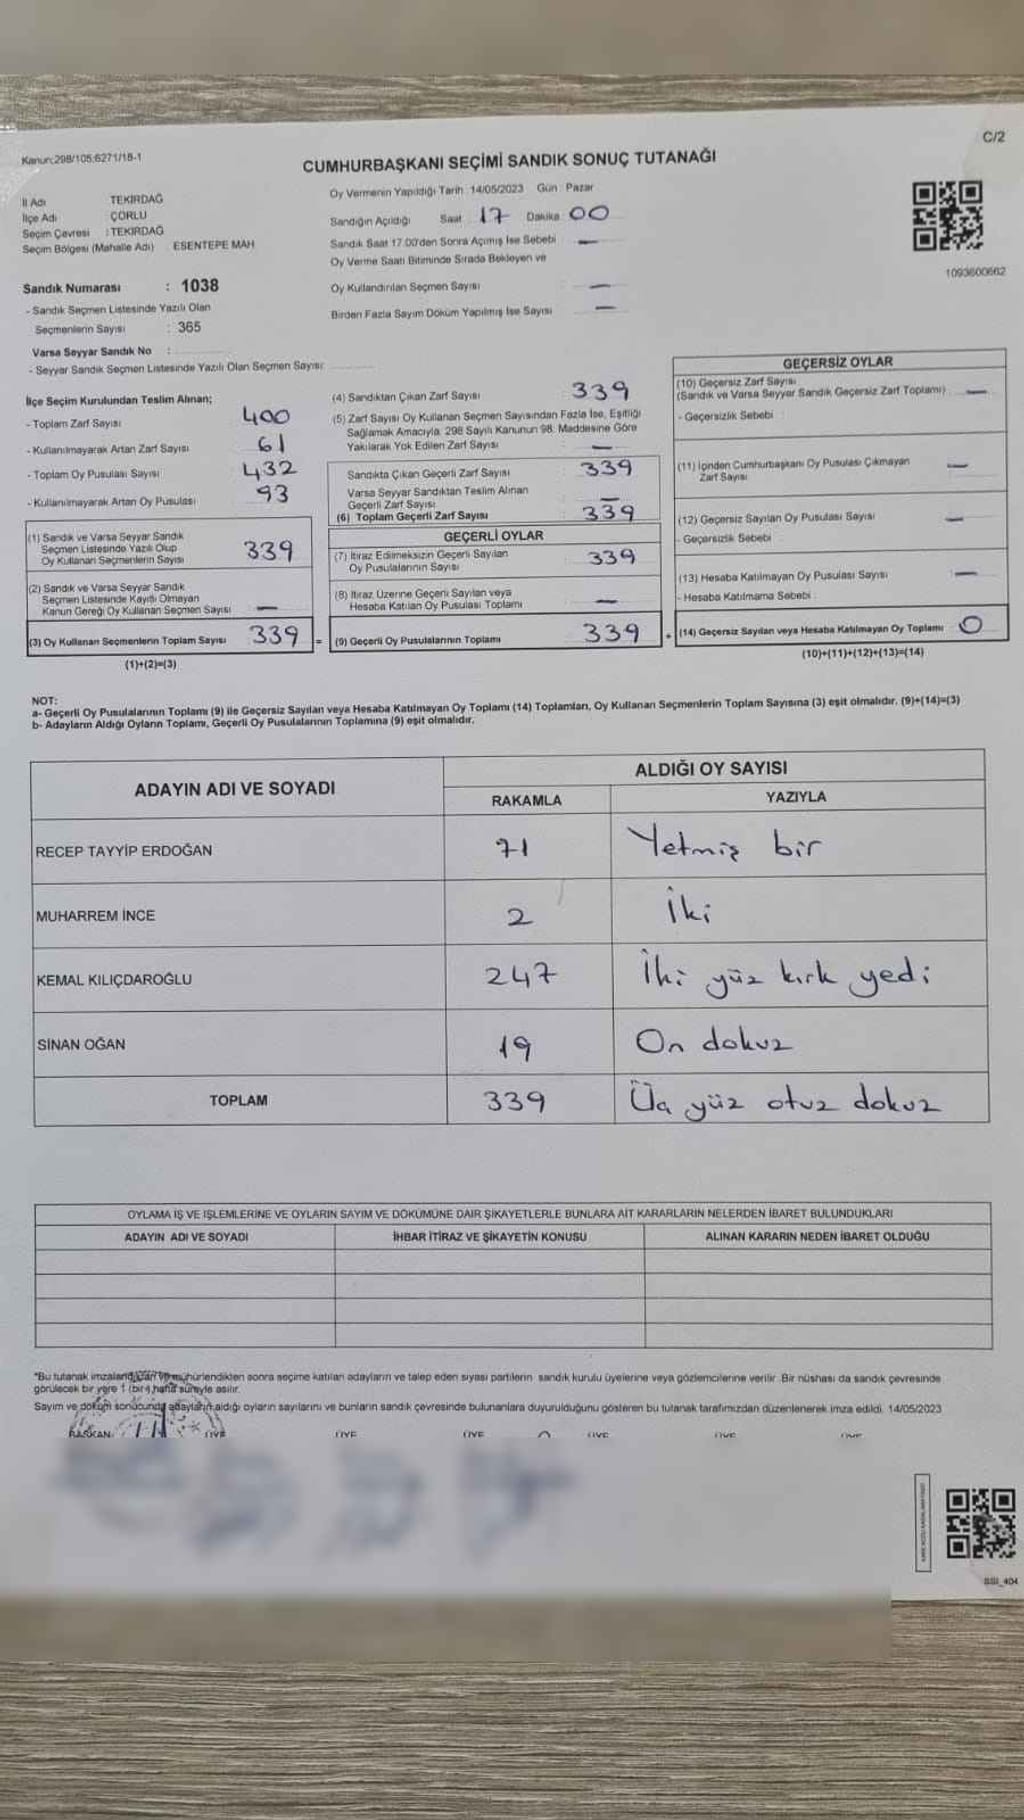 C/2
Kanun:298/105;6271/18-1
CUMHURBAŞKANI SEÇİMİ SANDIK SONUÇ TUTANAĞI
İl Adı TEKİRDAĞ
İlçe Adı ÇORLU
Seçim Çevresi : TEKİRDAĞ
Seçim Bölgesi (Mahalle Adı) ESENTEPE MAH
Oy Vermenin Yapıldığı Tarih : 14/05/2023 Gün : Pazar
Sandığın Açıldığı Saat 17 Dakika 00
Sandık Saat 17.00'den Sonra Açımış İse Sebebi —
Oy Verme Saati Bitiminde Sırada Bekleyen ve
Oy Kullandırılan Seçmen Sayısı —
Birden Fazla Sayım Döküm Yapılmış İse Sayısı —
1093600662
Sandık Numarası : 1038
- Sandık Seçmen Listesinde Yazılı Olan
Seçmenlerin Sayısı : 365
Varsa Seyyar Sandık No :
- Seyyar Sandık Seçmen Listesinde Yazılı Olan Seçmen Sayısı:
İlçe Seçim Kurulundan Teslim Alınan;
- Toplam Zarf Sayısı 400
- Kullanılmayarak Artan Zarf Sayısı 61
- Toplam Oy Pusulası Sayısı 432
- Kullanılmayarak Artan Oy Pusulası 93
(1) Sandık ve Varsa Seyyar Sandık
Seçmen Listesinde Yazılı Olup
Oy Kullanan Seçmenlerin Sayısı 339
(2) Sandık ve Varsa Seyyar Sandık
Seçmen Listesinde Kayıtlı Olmayan
Kanun Gereği Oy Kullanan Seçmen Sayısı —
(3) Oy Kullanan Seçmenlerin Toplam Sayısı 339 =
(1)+(2)=(3)
(4) Sandıktan Çıkan Zarf Sayısı : 339
(5) Zarf Sayısı Oy Kullanan Seçmen Sayısından Fazla İse, Eşitliği
Sağlamak Amacıyla, 298 Sayılı Kanunun 98. Maddesine Göre
Yakılarak Yok Edilen Zarf Sayısı —
Sandıkta Çıkan Geçerli Zarf Sayısı 339
Varsa Seyyar Sandıktan Teslim Alınan
Geçerli Zarf Sayısı —
(6) Toplam Geçerli Zarf Sayısı 339
GEÇERLİ OYLAR
(7) İtiraz Edilmeksizin Geçerli Sayılan
Oy Pusulalarının Sayısı 339
(8) İtiraz Üzerine Geçerli Sayılan veya
Hesaba Katılan Oy Pusulası Toplamı —
(9) Geçerli Oy Pusulalarının Toplamı 339 +
GEÇERSİZ OYLAR
(10) Geçersiz Zarf Sayısı
(Sandık ve Varsa Seyyar Sandık Geçersiz Zarf Toplamı) —
- Geçersizlik Sebebi :
(11) İçinden Cumhurbaşkanı Oy Pusulası Çıkmayan
Zarf Sayısı —
(12) Geçersiz Sayılan Oy Pusulası Sayısı —
- Geçersizlik Sebebi :
(13) Hesaba Katılmayan Oy Pusulası Sayısı —
- Hesaba Katılmama Sebebi :
(14) Geçersiz Sayılan veya Hesaba Katılmayan Oy Toplamı 0
(10)+(11)+(12)+(13)=(14)
NOT:
a- Geçerli Oy Pusulalarının Toplamı (9) ile Geçersiz Sayılan veya Hesaba Katılmayan Oy Toplamı (14) Toplamları, Oy Kullanan Seçmenlerin Toplam Sayısına (3) eşit olmalıdır. (9)+(14)=(3)
b- Adayların Aldığı Oyların Toplamı, Geçerli Oy Pusulalarının Toplamına (9) eşit olmalıdır.
ADAYIN ADI VE SOYADI
ALDIĞI OY SAYISI
RAKAMLA YAZIYLA
RECEP TAYYİP ERDOĞAN 71 Yetmiş bir
MUHARREM İNCE 2 İki
KEMAL KILIÇDAROĞLU 247 İki yüz kırk yedi
SİNAN OĞAN 19 On dokuz
TOPLAM 339 Üç yüz otuz dokuz
OYLAMA İŞ VE İŞLEMLERİNE VE OYLARIN SAYIM VE DÖKÜMÜNE DAİR ŞİKAYETLERLE BUNLARA AİT KARARLARIN NELERDEN İBARET BULUNDUKLARI
ADAYIN ADI VE SOYADI İHBAR İTİRAZ VE ŞİKAYETİN KONUSU ALINAN KARARIN NEDEN İBARET OLDUĞU
*Bu tutanak imzalandıktan ve mühürlendikten sonra seçime katılan adayların ve talep eden siyasi partilerin sandık kurulu üyelerine veya gözlemcilerine verilir. Bir nüshası da sandık çevresinde
görülecek bir yere 1 (bir) hafta süreyle asılır.
Sayım ve döküm sonucunda adayların aldığı oyların sayılarını ve bunların sandık çevresinde bulunanlara duyurulduğunu gösteren bu tutanak tarafımızdan düzenlenerek imza edildi. 14/05/2023
BAŞKAN ÜYE ÜYE ÜYE ÜYE ÜYE ÜYE
SSI_404